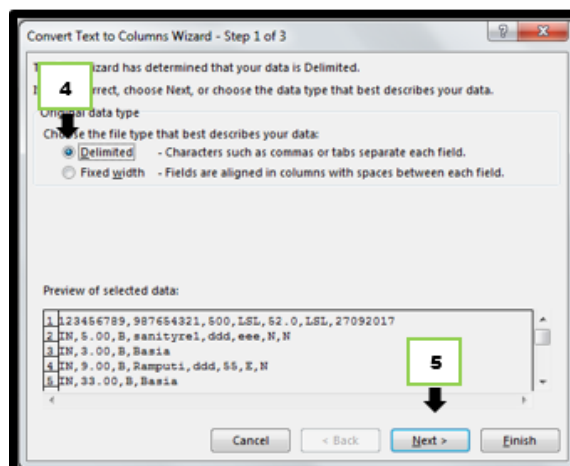 Convert Text to Columns Wizard - Step 1 of 3
izard has determined that your data is Delimited.
rrect, choose Next, or choose the data type that best describes your data.
4
Original data type
Choose the file type that best describes your data:
Delimited - Characters such as commas or tabs separate each field.
Fixed width - Fields are aligned in columns with spaces between each field.
Preview of selected data:
1 123456789,987654321,500,LSL,52.0,LSL,27092017
2 IN,5.00,B,sanityrel,ddd,eee,N,N
3 IN,3.00,B,Basia
4 IN,9.00,B,Ramputi,ddd,55,E,N
5 IN,33.00,B,Basia
5
Cancel < Back Next > Finish